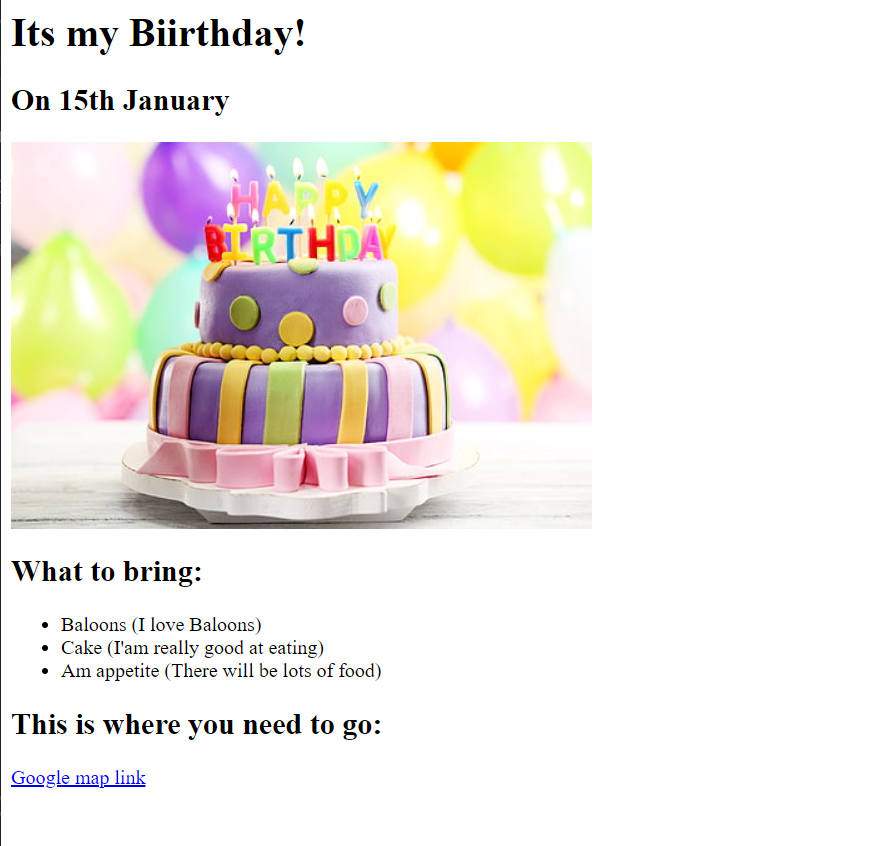 Its my Biirthday!
On 15th January
HAPPY
BIRTHDAY
What to bring:
Baloons (I love Baloons)
Cake (I'am really good at eating)
Am appetite (There will be lots of food)
This is where you need to go:
Google map link